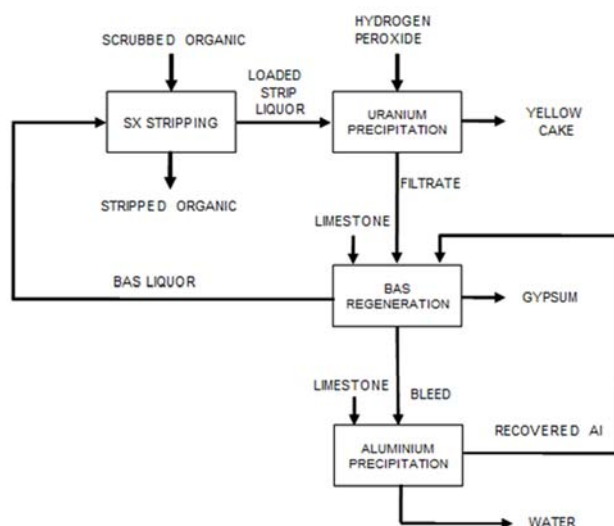 SCRUBBED ORGANIC
HYDROGEN
PEROXIDE
LOADED
STRIP
LIQUOR
SX STRIPPING
URANIUM
PRECIPITATION
YELLOW
CAKE
STRIPPED ORGANIC
FILTRATE
LIMESTONE
BAS LIQUOR
BAS
REGENERATION
GYPSUM
LIMESTONE
BLEED
RECOVERED Al
ALUMINIUM
PRECIPITATION
WATER